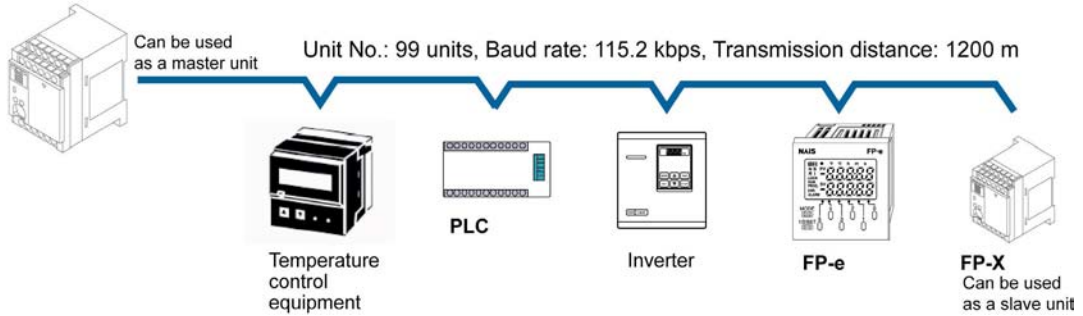 Can be used
as a master unit
Unit No.: 99 units, Baud rate: 115.2 kbps, Transmission distance: 1200 m
NAIS FP-e
MODE
PLC
Temperature
control
equipment
Inverter
FP-e
FP-X
Can be used
as a slave unit